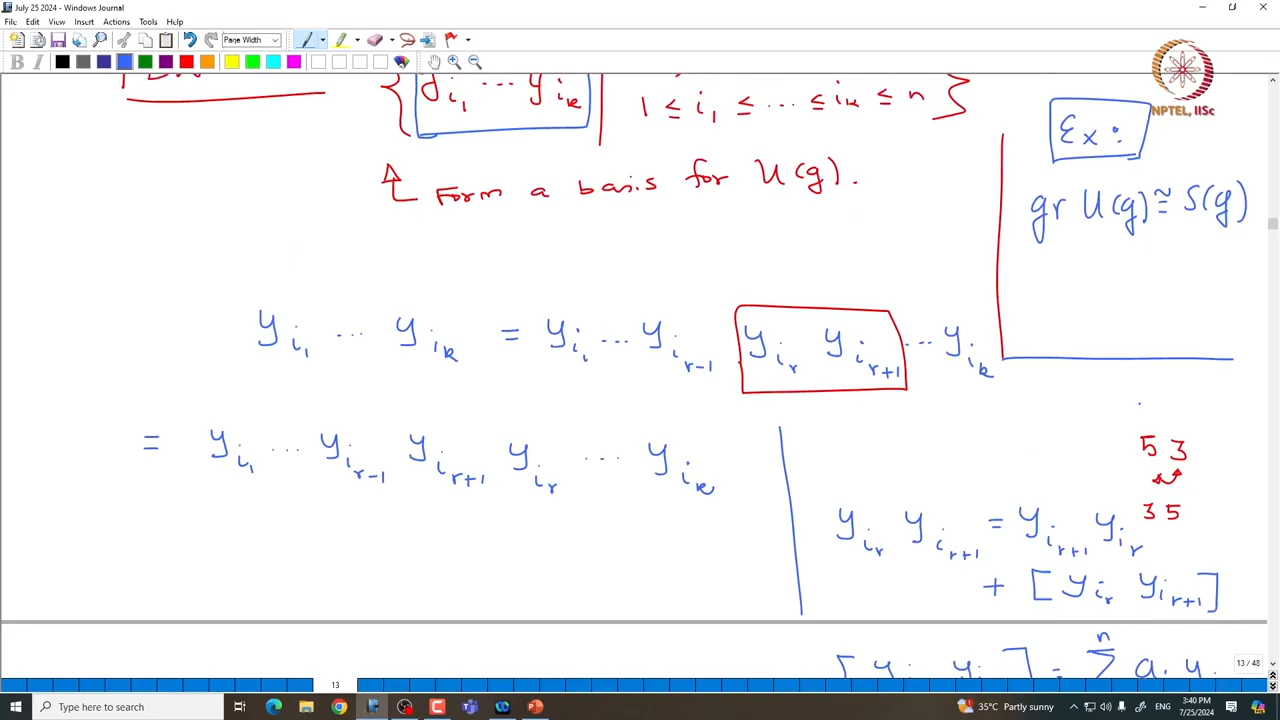 July 25 2024 - Windows Journal
File Edit View Insert Actions Tools Help
Page Width
B I
NPTEL, IISc
{ y_{i_1} ... y_{i_k} | 1 ≤ i_1 ≤ ... ≤ i_k ≤ n }
Form a basis for U(g).
Ex:
gr U(g) ≅ S(g)
y_{i_1} ... y_{i_k} = y_{i_1} ... y_{i_{r-1}} y_{i_r} y_{i_{r+1}} ... y_{i_k}
= y_{i_1} ... y_{i_{r-1}} y_{i_{r+1}} y_{i_r} ... y_{i_k}
5 3
3 5
y_{i_r} y_{i_{r+1}} = y_{i_{r+1}} y_{i_r}
+ [y_{i_r} y_{i_{r+1}}]
13 / 48
13
Type here to search
35°C Partly sunny
ENG
3:40 PM
7/25/2024